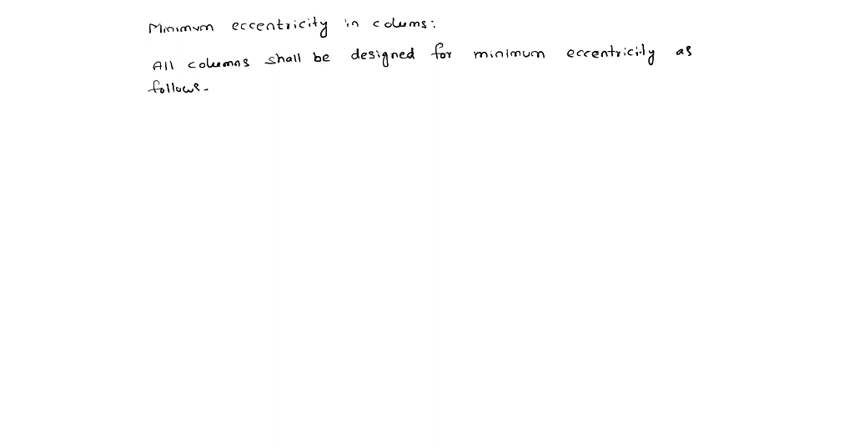 Minimum eccentricity in colums:
All columns shall be designed for minimum eccentricity as
follows-